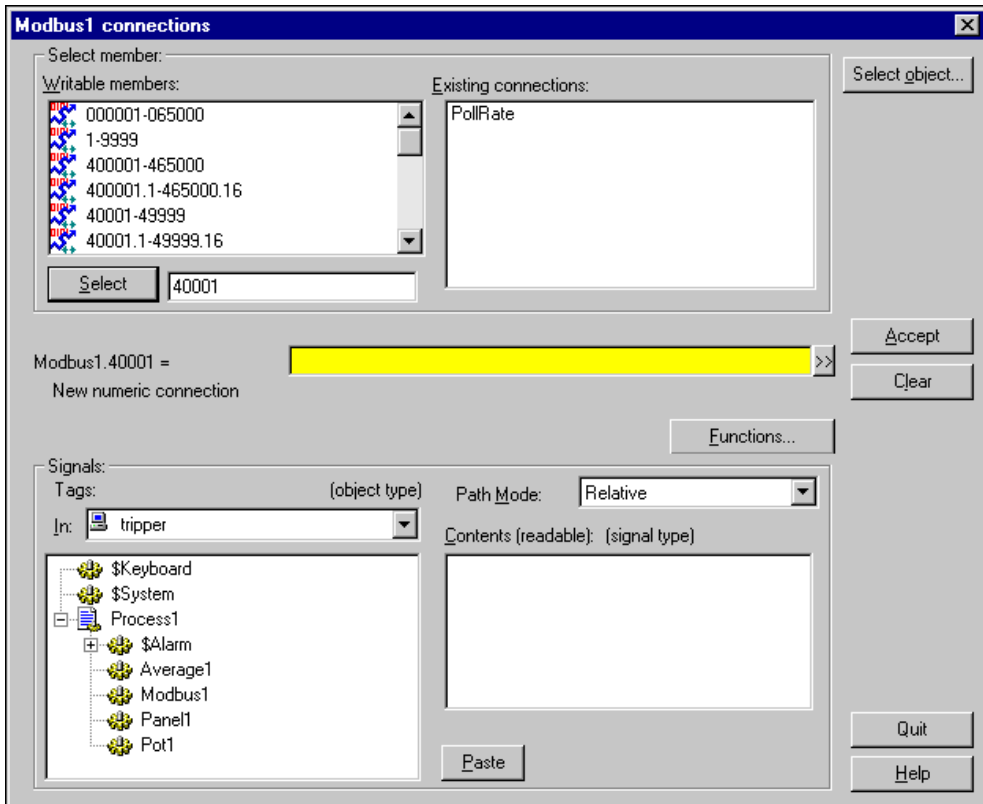 Modbus1 connections
Select member:
Writable members:
000001-065000
1-9999
400001-465000
400001.1-465000.16
40001-49999
40001.1-49999.16
Select
40001
Existing connections:
PollRate
Select object...
Modbus1.40001 =
>>
New numeric connection
Accept
Clear
Functions...
Signals:
Tags:
(object type)
In:
tripper
$Keyboard
$System
Process1
$Alarm
Average1
Modbus1
Panel1
Pot1
Path Mode:
Relative
Contents (readable): (signal type)
Paste
Quit
Help